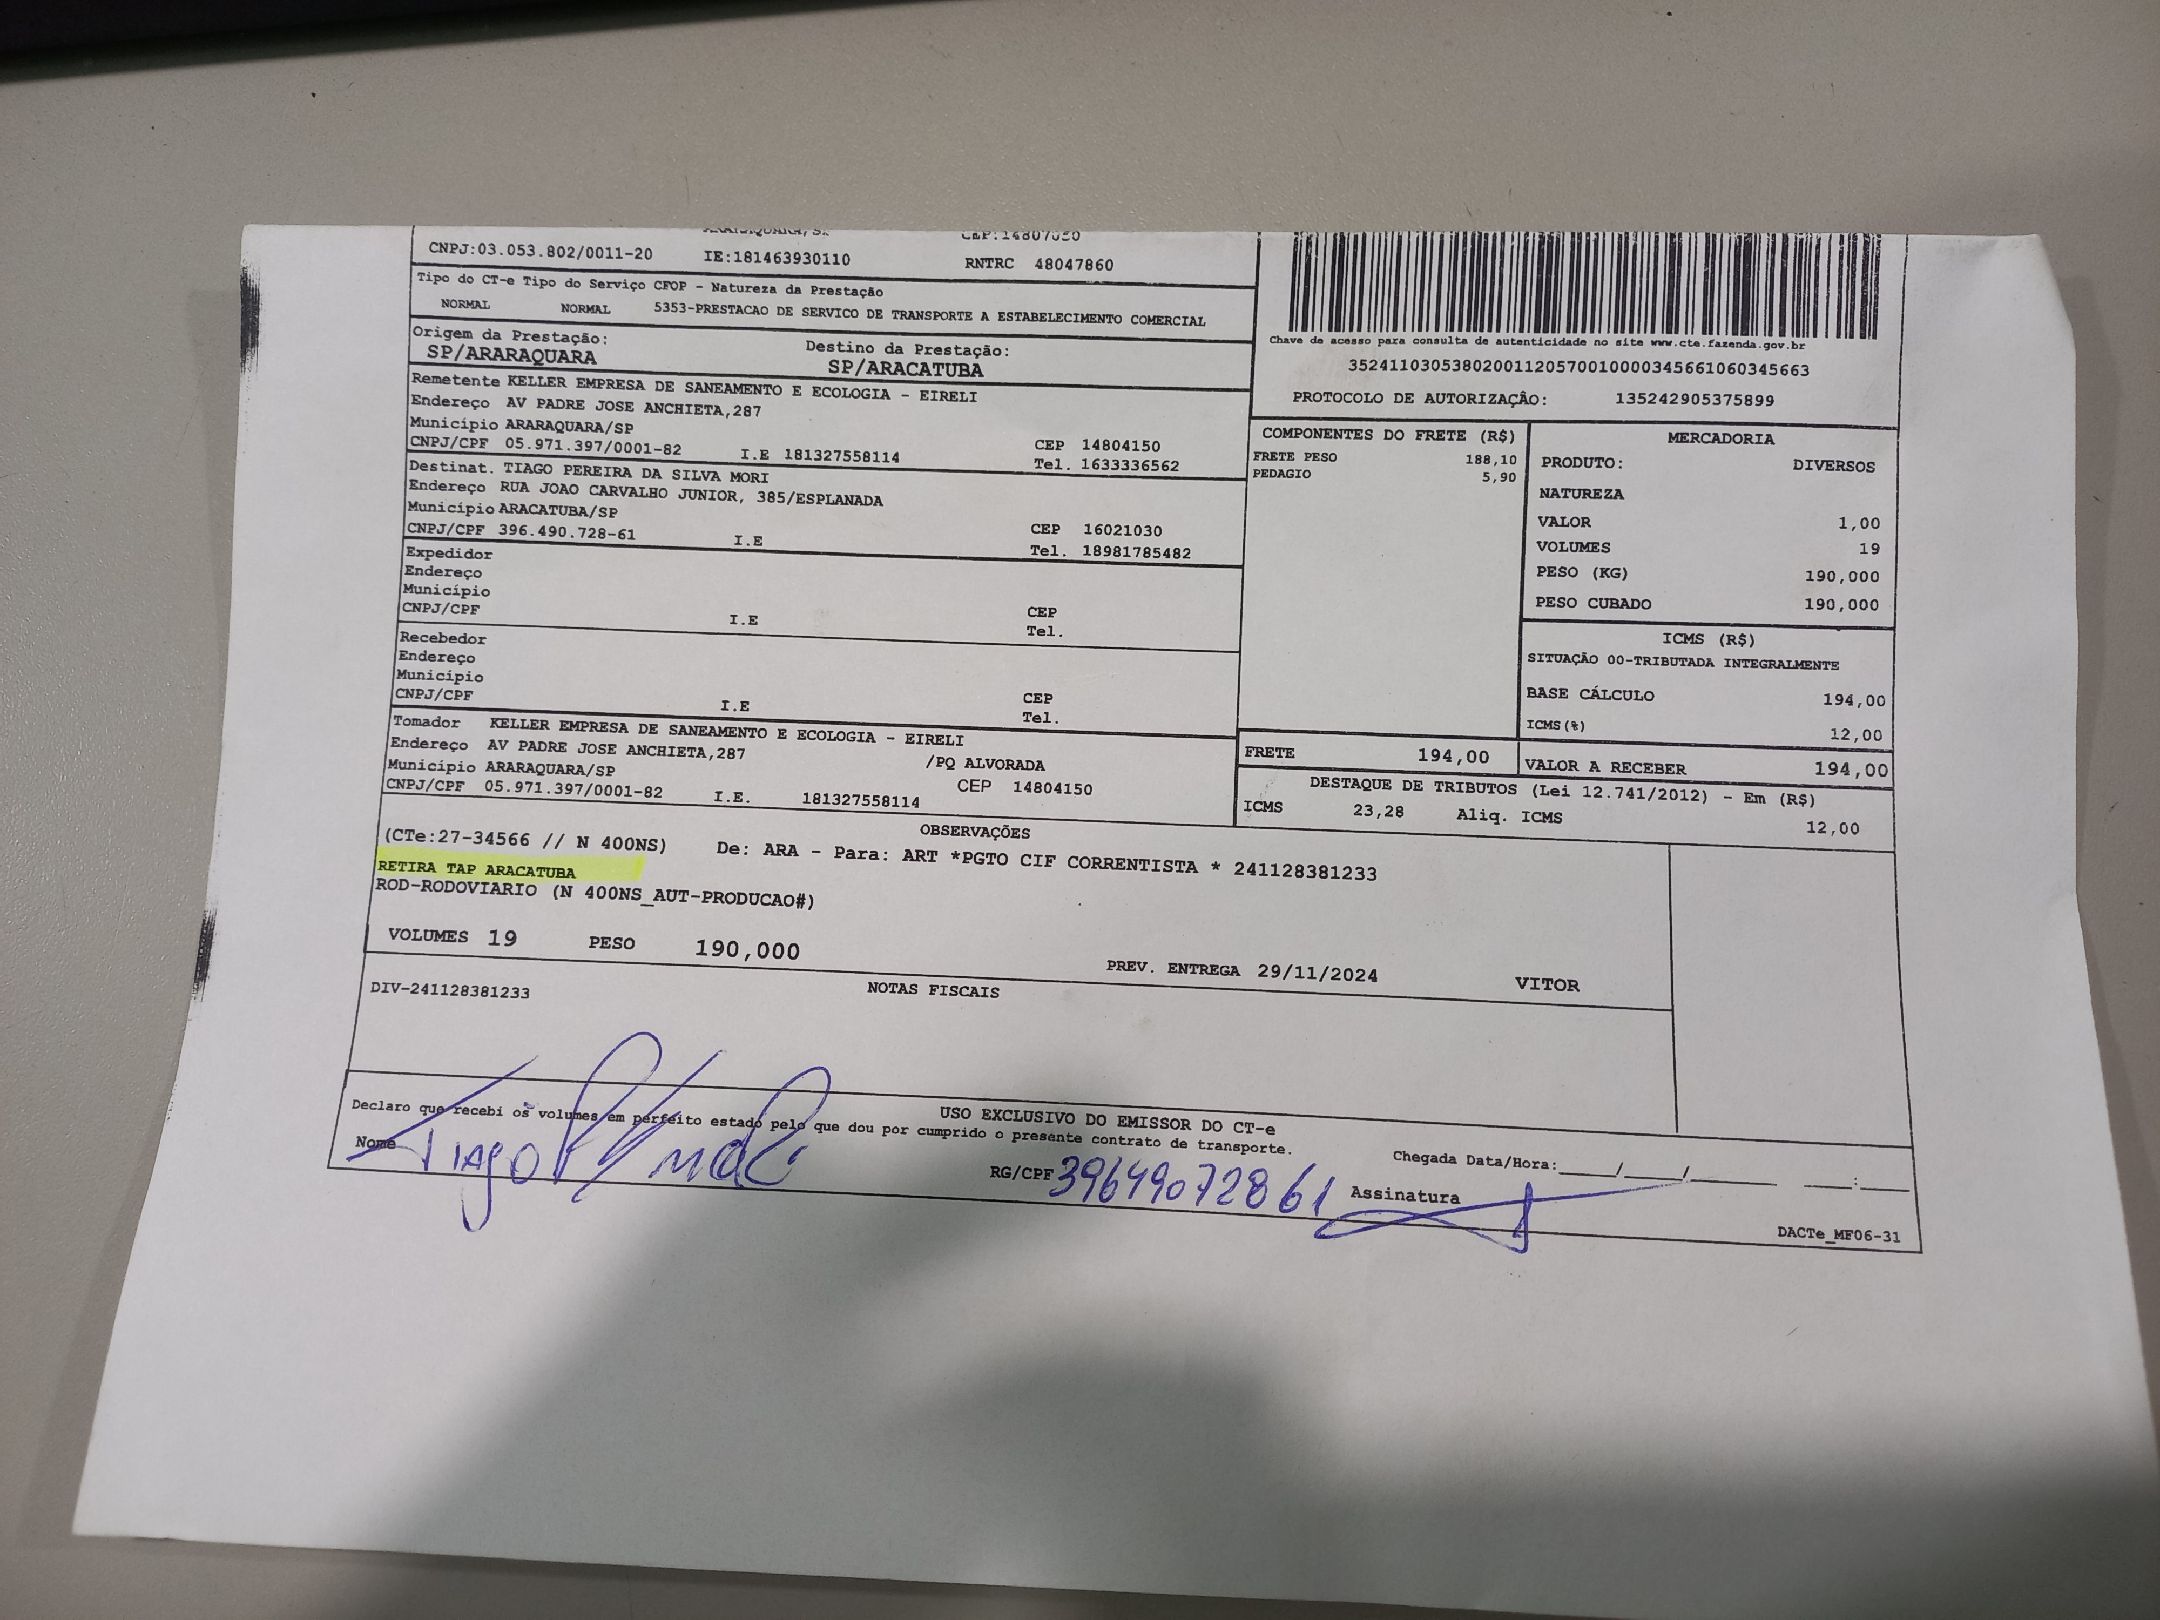 CEP:14807050
CNPJ:03.053.802/0011-20 IE:181463930110 RNTRC 48047860
Tipo do CT-e Tipo do Serviço CFOP - Natureza da Prestação
NORMAL NORMAL 5353-PRESTACAO DE SERVICO DE TRANSPORTE A ESTABELECIMENTO COMERCIAL
Origem da Prestação: Destino da Prestação:
SP/ARARAQUARA SP/ARACATUBA
Remetente KELLER EMPRESA DE SANEAMENTO E ECOLOGIA - EIRELI
Endereço AV PADRE JOSE ANCHIETA,287
Município ARARAQUARA/SP CEP 14804150
CNPJ/CPF 05.971.397/0001-82 I.E 181327558114 Tel. 1633336562
Destinat. TIAGO PEREIRA DA SILVA MORI
Endereço RUA JOAO CARVALHO JUNIOR, 385/ESPLANADA
Município ARACATUBA/SP CEP 16021030
CNPJ/CPF 396.490.728-61 I.E Tel. 18981785482
Expedidor
Endereço
Município CEP
CNPJ/CPF I.E Tel.
Recebedor
Endereço
Município CEP
CNPJ/CPF I.E Tel.
Tomador KELLER EMPRESA DE SANEAMENTO E ECOLOGIA - EIRELI
Endereço AV PADRE JOSE ANCHIETA,287 /PQ ALVORADA
Município ARARAQUARA/SP CEP 14804150
CNPJ/CPF 05.971.397/0001-82 I.E. 181327558114
Chave de acesso para consulta de autenticidade no site www.cte.fazenda.gov.br
35241103053802001120570010000345661060345663
PROTOCOLO DE AUTORIZAÇÃO: 135242905375899
COMPONENTES DO FRETE (R$)
FRETE PESO 188,10
PEDAGIO 5,90
MERCADORIA
PRODUTO: DIVERSOS
NATUREZA
VALOR 1,00
VOLUMES 19
PESO (KG) 190,000
PESO CUBADO 190,000
ICMS (R$)
SITUAÇÃO 00-TRIBUTADA INTEGRALMENTE
BASE CÁLCULO 194,00
ICMS(%) 12,00
FRETE 194,00 VALOR A RECEBER 194,00
DESTAQUE DE TRIBUTOS (Lei 12.741/2012) - Em (R$)
ICMS 23,28 Aliq. ICMS 12,00
OBSERVAÇÕES
(CTe:27-34566 // N 400NS) De: ARA - Para: ART *PGTO CIF CORRENTISTA * 241128381233
RETIRA TAP ARACATUBA
ROD-RODOVIARIO (N 400NS_AUT-PRODUCAO#)
VOLUMES 19 PESO 190,000 PREV. ENTREGA 29/11/2024 VITOR
DIV-241128381233 NOTAS FISCAIS
USO EXCLUSIVO DO EMISSOR DO CT-e
Declaro que recebi os volumes em perfeito estado pelo que dou por cumprido o presente contrato de transporte.
Nome Tiago RG/CPF 39649072861 Assinatura Chegada Data/Hora:____/____/______ ___:___
DACTe_MF06-31